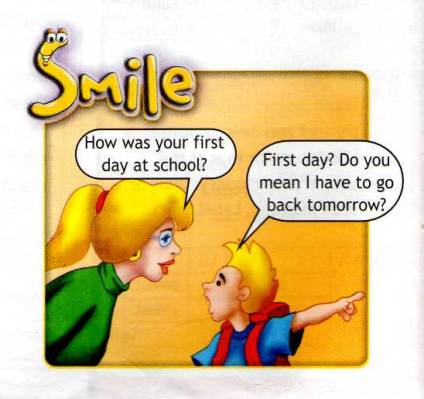 Smile
How was your first
day at school?
First day? Do you
mean I have to go
back tomorrow?